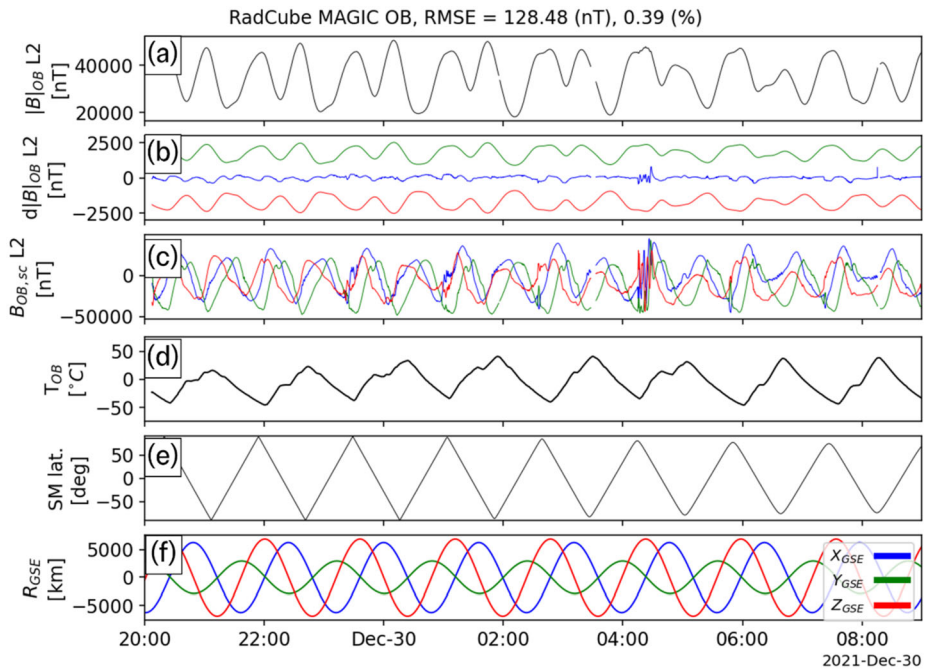 RadCube MAGIC OB, RMSE = 128.48 (nT), 0.39 (%)
(a)
|B|OB L2
[nT]
40000
20000
(b)
d|B|OB L2
[nT]
2500
0
−2500
(c)
BOB,sc L2
[nT]
0
−50000
(d)
TOB
[°C]
50
0
−50
(e)
SM lat.
[deg]
50
0
−50
(f)
RGSE
[km]
5000
0
−5000
XGSE
YGSE
ZGSE
20:00 22:00 Dec-30 02:00 04:00 06:00 08:00
2021-Dec-30